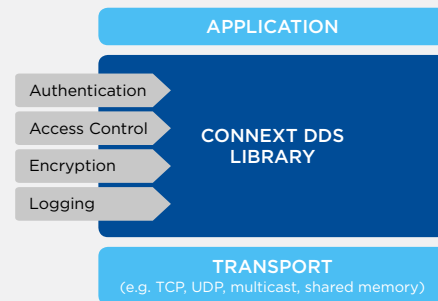 APPLICATION
Authentication
Access Control
Encryption
Logging
CONNEXT DDS
LIBRARY
TRANSPORT
(e.g. TCP, UDP, multicast, shared memory)